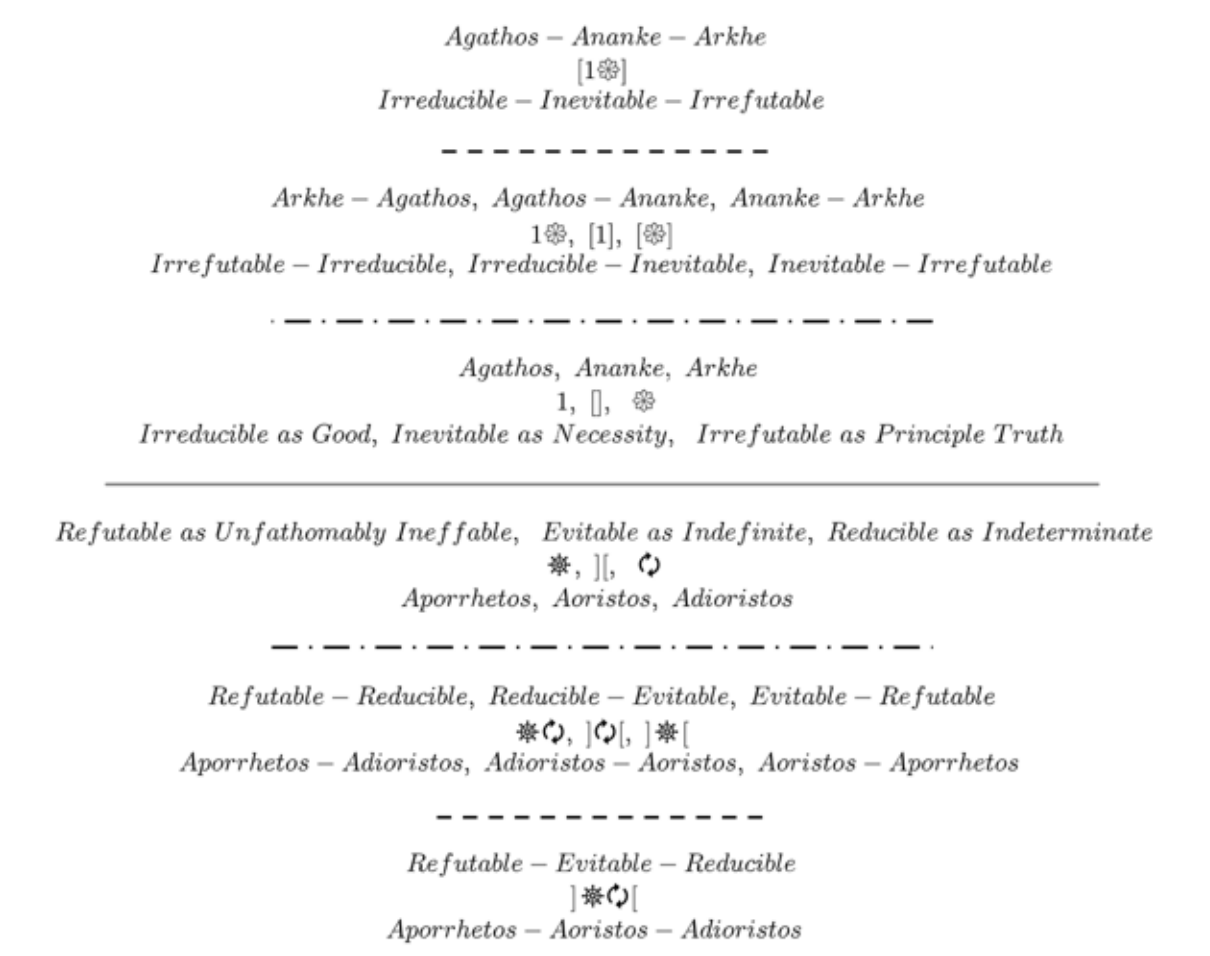 Agathos − Ananke − Arkhe
[1❁]
Irreducible − Inevitable − Irrefutable
Arkhe − Agathos, Agathos − Ananke, Ananke − Arkhe
1❁, [1], [❁]
Irrefutable − Irreducible, Irreducible − Inevitable, Inevitable − Irrefutable
Agathos, Ananke, Arkhe
1, [], ❁
Irreducible as Good, Inevitable as Necessity, Irrefutable as Principle Truth
Refutable as Unfathomably Ineffable, Evitable as Indefinite, Reducible as Indeterminate
⎈, ][, 🗘
Aporrhetos, Aoristos, Adioristos
Refutable − Reducible, Reducible − Evitable, Evitable − Refutable
⎈🗘, ]🗘[, ]⎈[
Aporrhetos − Adioristos, Adioristos − Aoristos, Aoristos − Aporrhetos
Refutable − Evitable − Reducible
]⎈🗘[
Aporrhetos − Aoristos − Adioristos